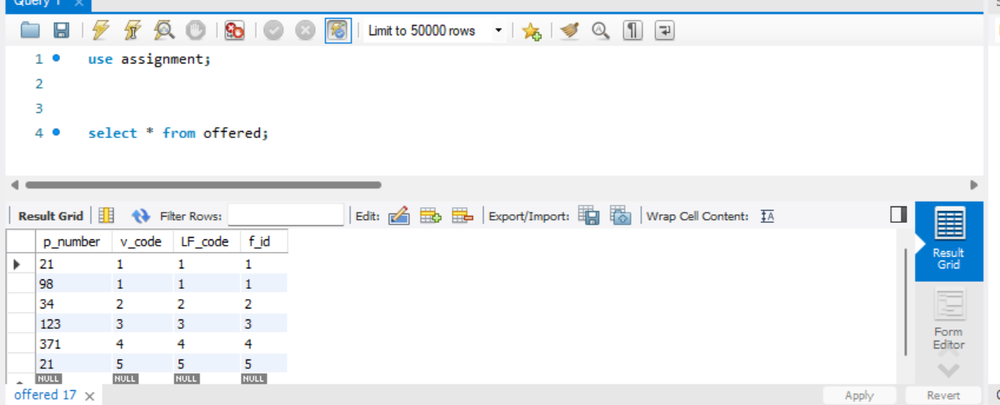 Query 1
Limit to 50000 rows
1 use assignment;
2
3
4 select * from offered;
Result Grid Filter Rows: Edit: Export/Import: Wrap Cell Content:
p_number v_code LF_code f_id
21 1 1 1
98 1 1 1
34 2 2 2
123 3 3 3
371 4 4 4
21 5 5 5
NULL NULL NULL NULL
Result
Grid
Form
Editor
offered 17 Apply Revert